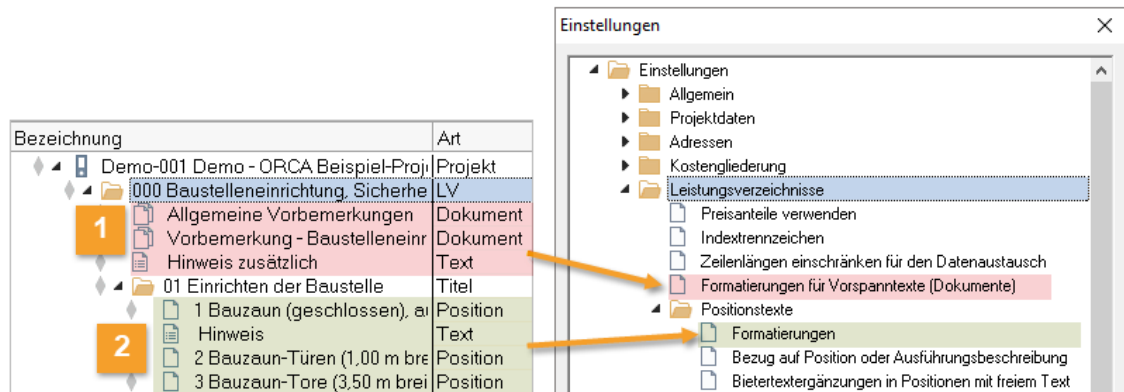 Einstellungen
Einstellungen
Allgemein
Projektdaten
Adressen
Kostengliederung
Leistungsverzeichnisse
Preisanteile verwenden
Indextrennzeichen
Zeilenlängen einschränken für den Datenaustausch
Formatierungen für Vorspanntexte (Dokumente)
Positionstexte
Formatierungen
Bezug auf Position oder Ausführungsbeschreibung
Bietertextergänzungen in Positionen mit freiem Text
Bezeichnung Art
Demo-001 Demo - ORCA Beispiel-Proj Projekt
000 Baustelleneinrichtung, Sicherhe LV
1
Allgemeine Vorbemerkungen Dokument
Vorbemerkung - Baustelleneinr Dokument
Hinweis zusätzlich Text
01 Einrichten der Baustelle Titel
2
1 Bauzaun (geschlossen), au Position
Hinweis Text
2 Bauzaun-Türen (1,00 m bre Position
3 Bauzaun-Tore (3,50 m brei Position